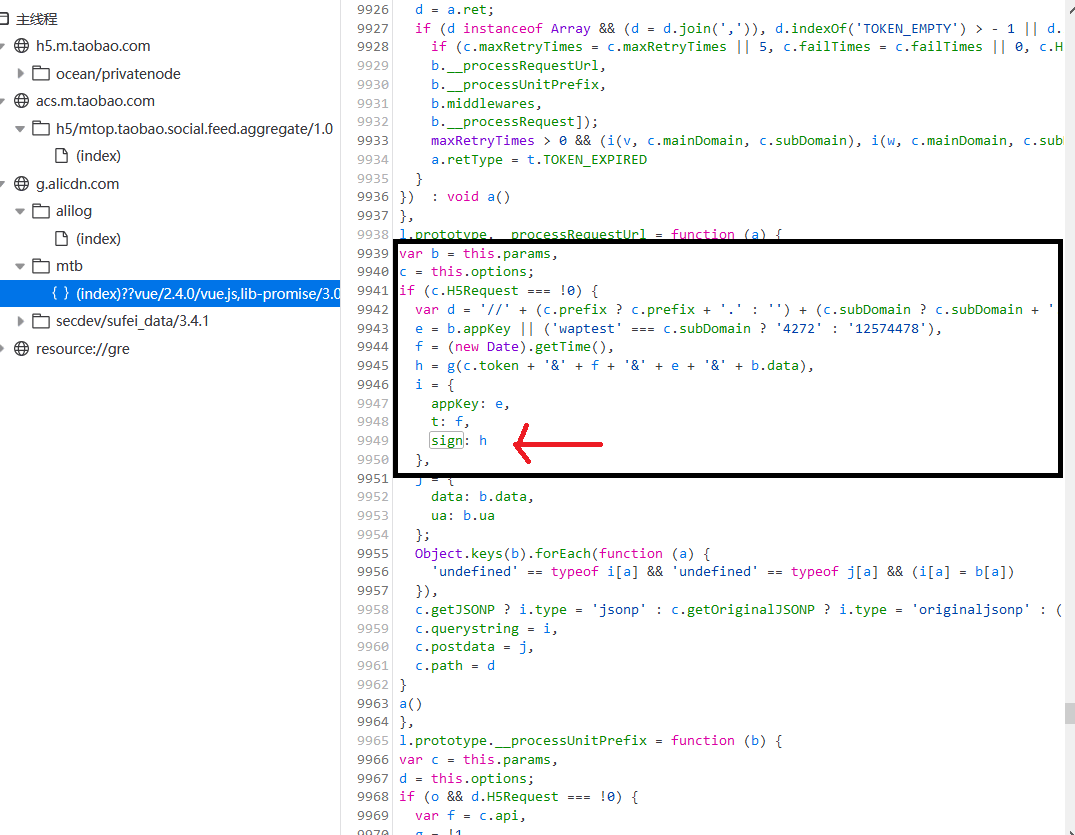 主线程
h5.m.taobao.com
ocean/privatenode
acs.m.taobao.com
h5/mtop.taobao.social.feed.aggregate/1.0
(index)
g.alicdn.com
alilog
(index)
mtb
{ } (index)??vue/2.4.0/vue.js,lib-promise/3.0
secdev/sufei_data/3.4.1
resource://gre
9926 d = a.ret;
9927 if (d instanceof Array && (d = d.join(',')), d.indexOf('TOKEN_EMPTY') > - 1 || d.
9928 if (c.maxRetryTimes = c.maxRetryTimes || 5, c.failTimes = c.failTimes || 0, c.H
9929 b.__processRequestUrl,
9930 b.__processUnitPrefix,
9931 b.middlewares,
9932 b.__processRequest]);
9933 maxRetryTimes > 0 && (i(v, c.mainDomain, c.subDomain), i(w, c.mainDomain, c.sub
9934 a.retType = t.TOKEN_EXPIRED
9935 }
9936 }) : void a()
9937 },
9938 l.prototype.__processRequestUrl = function (a) {
9939 var b = this.params,
9940 c = this.options;
9941 if (c.H5Request === !0) {
9942 var d = '//' + (c.prefix ? c.prefix + '.' : '') + (c.subDomain ? c.subDomain + '
9943 e = b.appKey || ('waptest' === c.subDomain ? '4272' : '12574478'),
9944 f = (new Date).getTime(),
9945 h = g(c.token + '&' + f + '&' + e + '&' + b.data),
9946 i = {
9947 appKey: e,
9948 t: f,
9949 sign: h
9950 },
9951 j = {
9952 data: b.data,
9953 ua: b.ua
9954 };
9955 Object.keys(b).forEach(function (a) {
9956 'undefined' == typeof i[a] && 'undefined' == typeof j[a] && (i[a] = b[a])
9957 }),
9958 c.getJSONP ? i.type = 'jsonp' : c.getOriginalJSONP ? i.type = 'originaljsonp' : (
9959 c.querystring = i,
9960 c.postdata = j,
9961 c.path = d
9962 }
9963 a()
9964 },
9965 l.prototype.__processUnitPrefix = function (b) {
9966 var c = this.params,
9967 d = this.options;
9968 if (o && d.H5Request === !0) {
9969 var f = c.api,
9970 g = !1